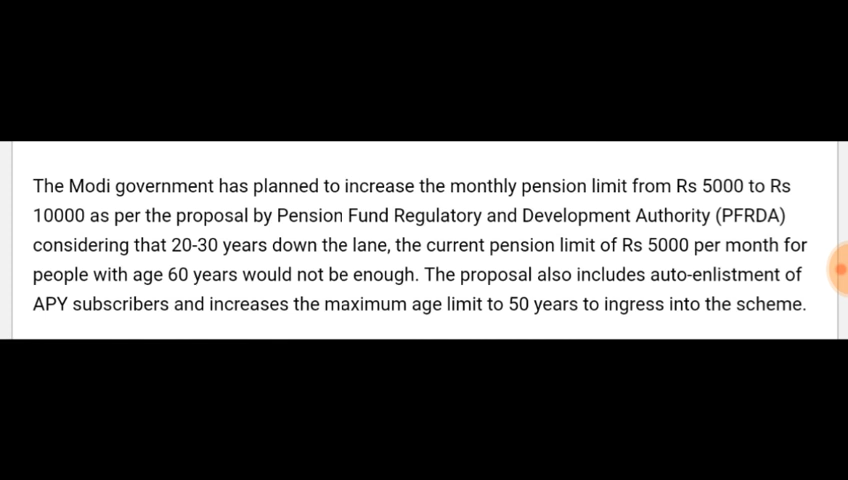 The Modi government has planned to increase the monthly pension limit from Rs 5000 to Rs
10000 as per the proposal by Pension Fund Regulatory and Development Authority (PFRDA)
considering that 20-30 years down the lane, the current pension limit of Rs 5000 per month for
people with age 60 years would not be enough. The proposal also includes auto-enlistment of
APY subscribers and increases the maximum age limit to 50 years to ingress into the scheme.